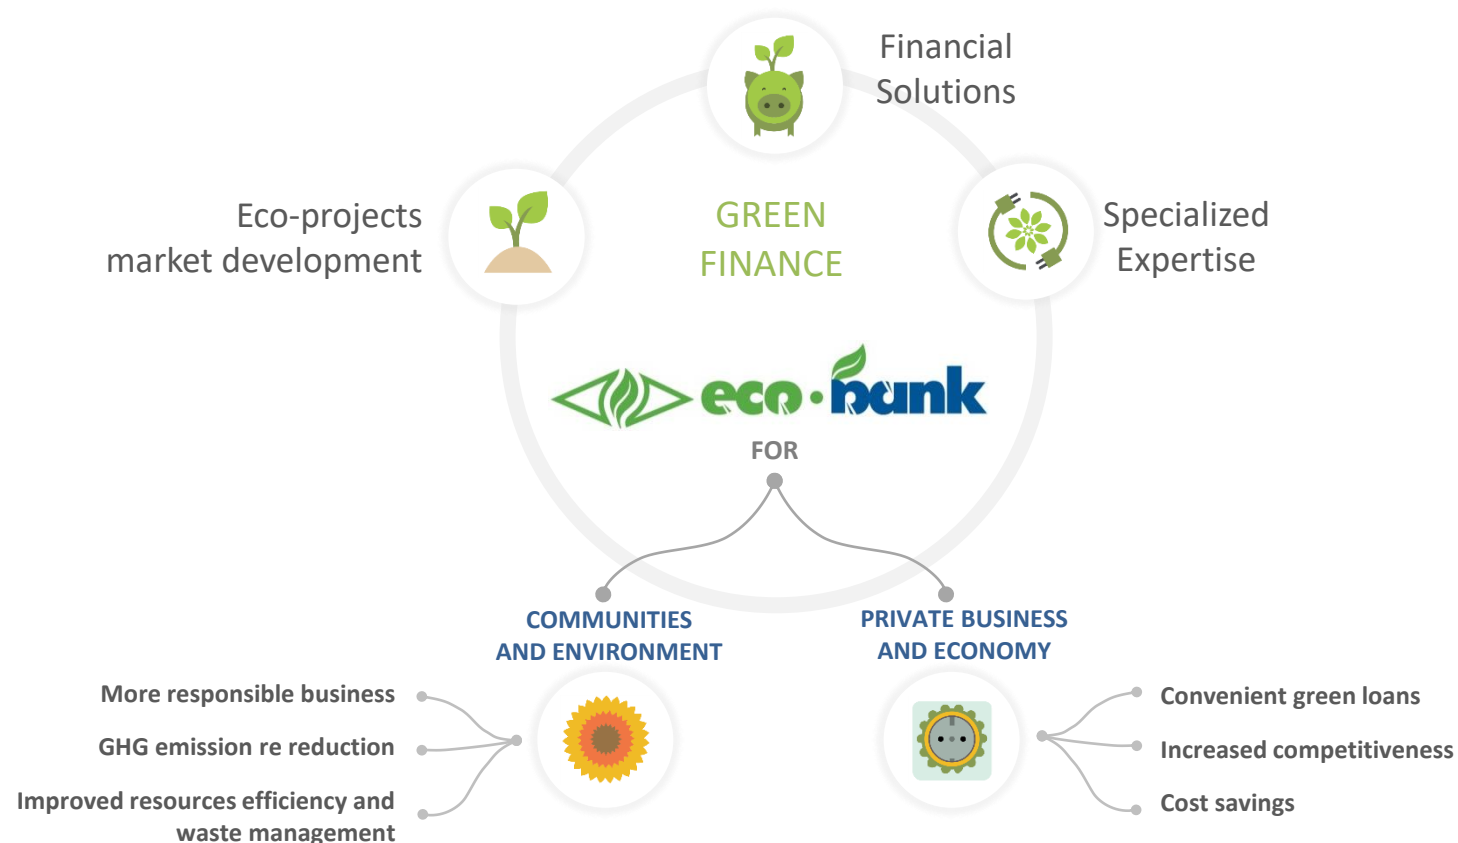 Financial
Solutions
Eco-projects
market development
GREEN
FINANCE
Specialized
Expertise
eco·bank
FOR
COMMUNITIES
AND ENVIRONMENT
PRIVATE BUSINESS
AND ECONOMY
More responsible business
GHG emission re reduction
Improved resources efficiency and
waste management
Convenient green loans
Increased competitiveness
Cost savings